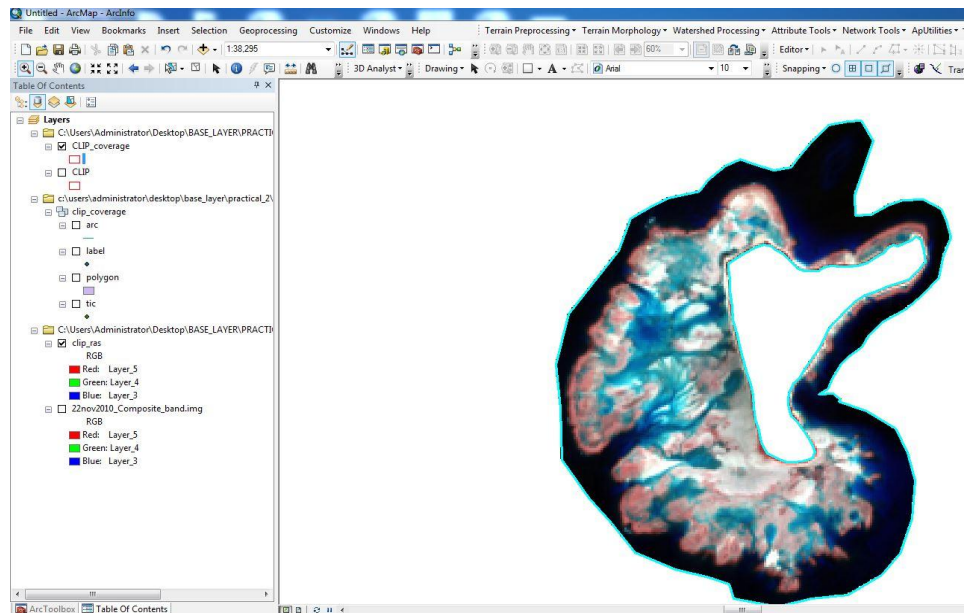 Untitled - ArcMap - ArcInfo
File Edit View Bookmarks Insert Selection Geoprocessing Customize Windows Help Terrain Preprocessing Terrain Morphology Watershed Processing Attribute Tools Network Tools ApUtilities
1:38,295 60% Editor
3D Analyst Drawing A Arial 10 Snapping Tran
Table Of Contents
Layers
C:\Users\Administrator\Desktop\BASE_LAYER\PRACTI
CLIP_coverage
CLIP
c:\users\administrator\desktop\base_layer\practical_2\
clip_coverage
arc
label
polygon
tic
C:\Users\Administrator\Desktop\BASE_LAYER\PRACTI
clip_ras
RGB
Red: Layer_5
Green: Layer_4
Blue: Layer_3
22nov2010_Composite_band.img
RGB
Red: Layer_5
Green: Layer_4
Blue: Layer_3
ArcToolbox Table Of Contents